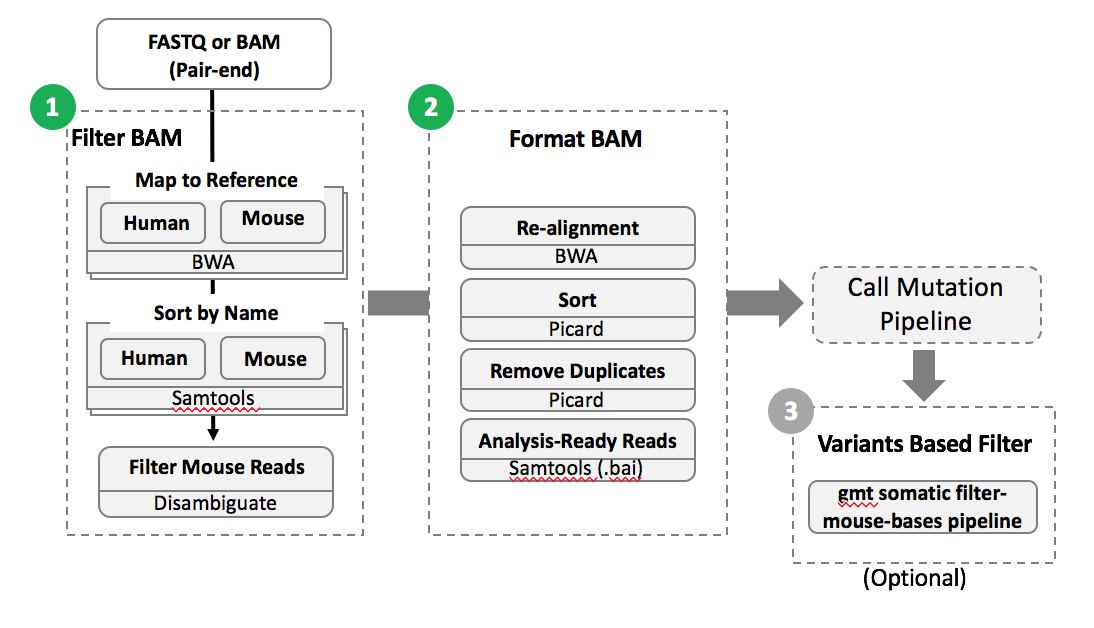 FASTQ or BAM
(Pair-end)
1
Filter BAM
Map to Reference
Human
Mouse
BWA
Sort by Name
Human
Mouse
Samtools
Filter Mouse Reads
Disambiguate
2
Format BAM
Re-alignment
BWA
Sort
Picard
Remove Duplicates
Picard
Analysis-Ready Reads
Samtools (.bai)
Call Mutation
Pipeline
3
Variants Based Filter
gmt somatic filter-
mouse-bases pipeline
(Optional)